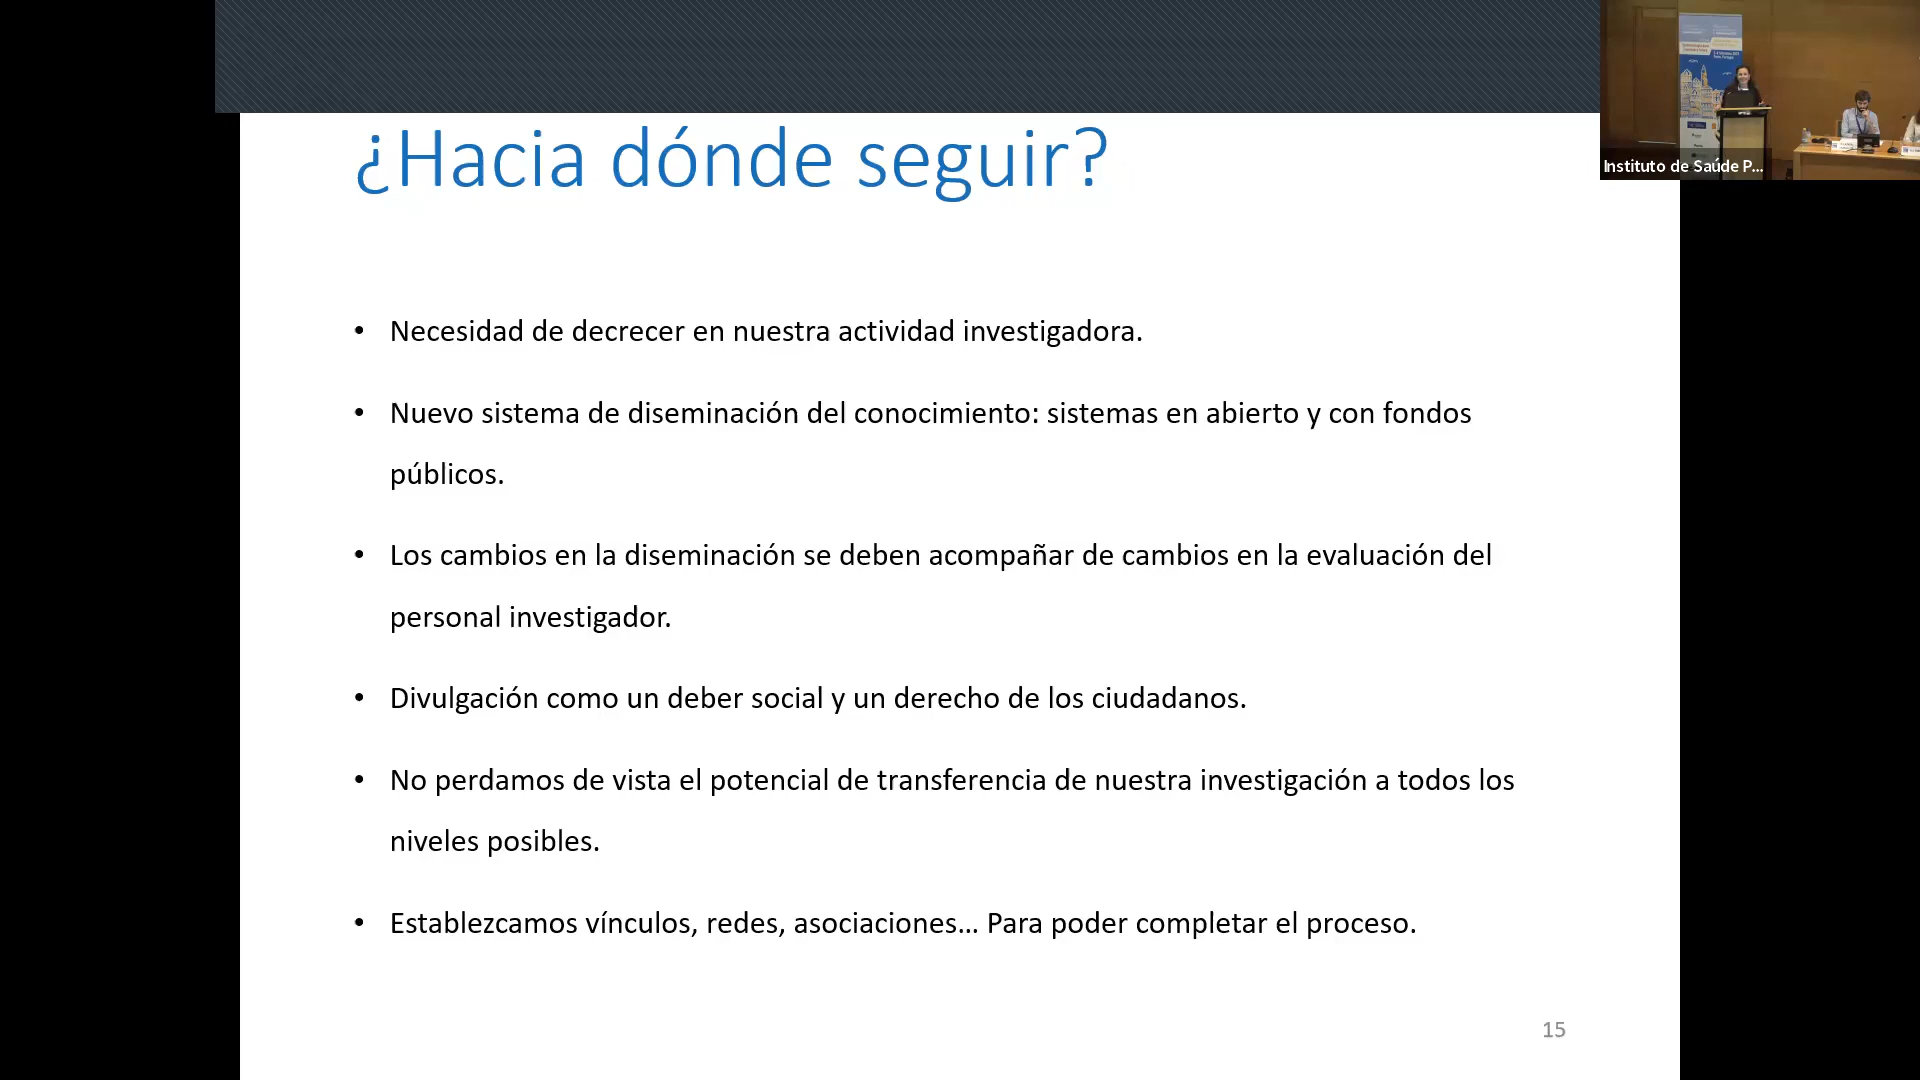 ¿Hacia dónde seguir?
Instituto de Saúde P...
• Necesidad de decrecer en nuestra actividad investigadora.
• Nuevo sistema de diseminación del conocimiento: sistemas en abierto y con fondos
públicos.
• Los cambios en la diseminación se deben acompañar de cambios en la evaluación del
personal investigador.
• Divulgación como un deber social y un derecho de los ciudadanos.
• No perdamos de vista el potencial de transferencia de nuestra investigación a todos los
niveles posibles.
• Establezcamos vínculos, redes, asociaciones... Para poder completar el proceso.
15